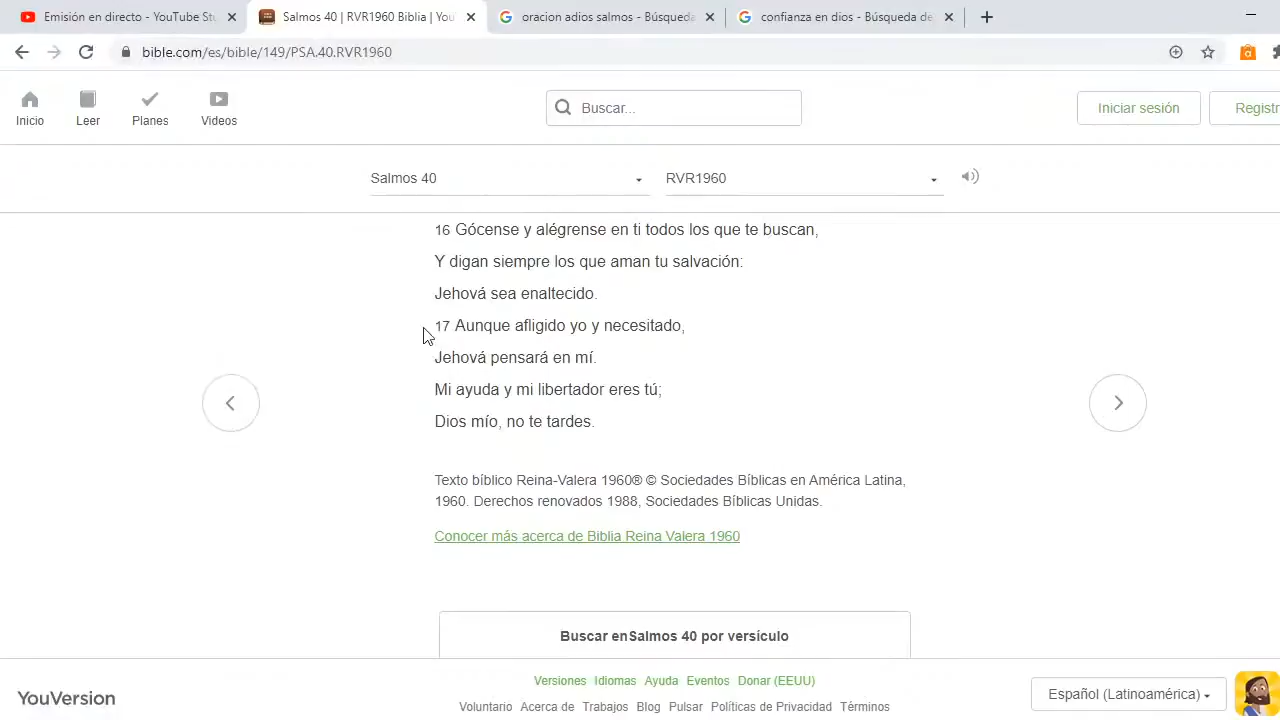 Emisión en directo - YouTube Stu
Salmos 40 | RVR1960 Biblia | You
oracion adios salmos - Búsqueda
confianza en dios - Búsqueda de
bible.com/es/bible/149/PSA.40.RVR1960
Inicio
Leer
Planes
Videos
Buscar...
Iniciar sesión
Registr
Salmos 40
RVR1960
16 Gócense y alégrense en ti todos los que te buscan,
Y digan siempre los que aman tu salvación:
Jehová sea enaltecido.
17 Aunque afligido yo y necesitado,
Jehová pensará en mí.
Mi ayuda y mi libertador eres tú;
Dios mío, no te tardes.
Texto bíblico Reina-Valera 1960® © Sociedades Bíblicas en América Latina,
1960. Derechos renovados 1988, Sociedades Bíblicas Unidas.
Conocer más acerca de Biblia Reina Valera 1960
Buscar enSalmos 40 por versículo
YouVersion
Versiones Idiomas Ayuda Eventos Donar (EEUU)
Voluntario Acerca de Trabajos Blog Pulsar Políticas de Privacidad Términos
Español (Latinoamérica)